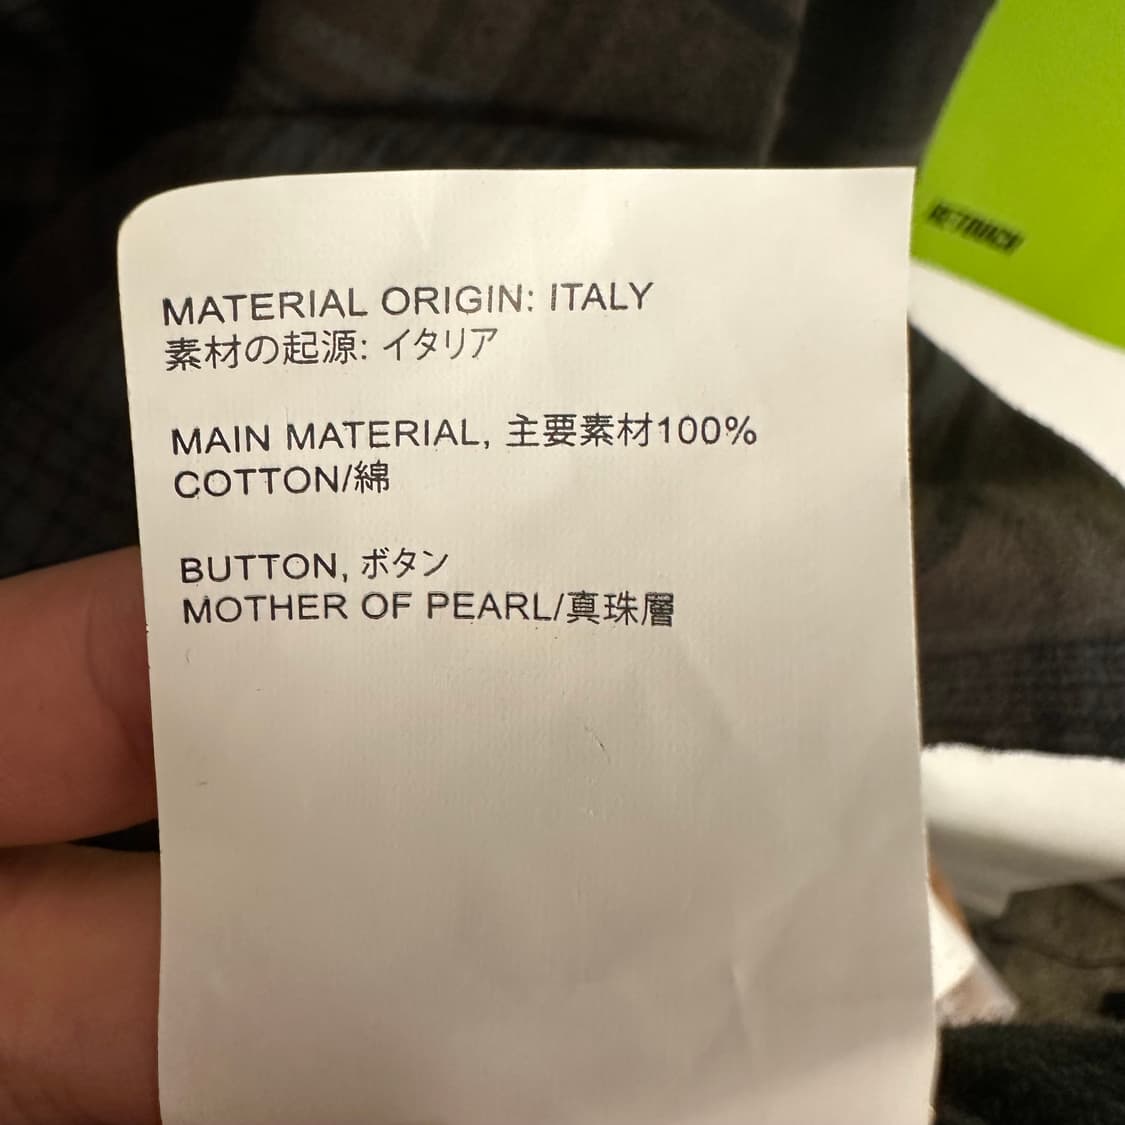 MATERIAL ORIGIN: ITALY
素材の起源: イタリア
MAIN MATERIAL, 主要素材100%
COTTON/綿
BUTTON, ボタン
MOTHER OF PEARL/真珠層
RETOUCH